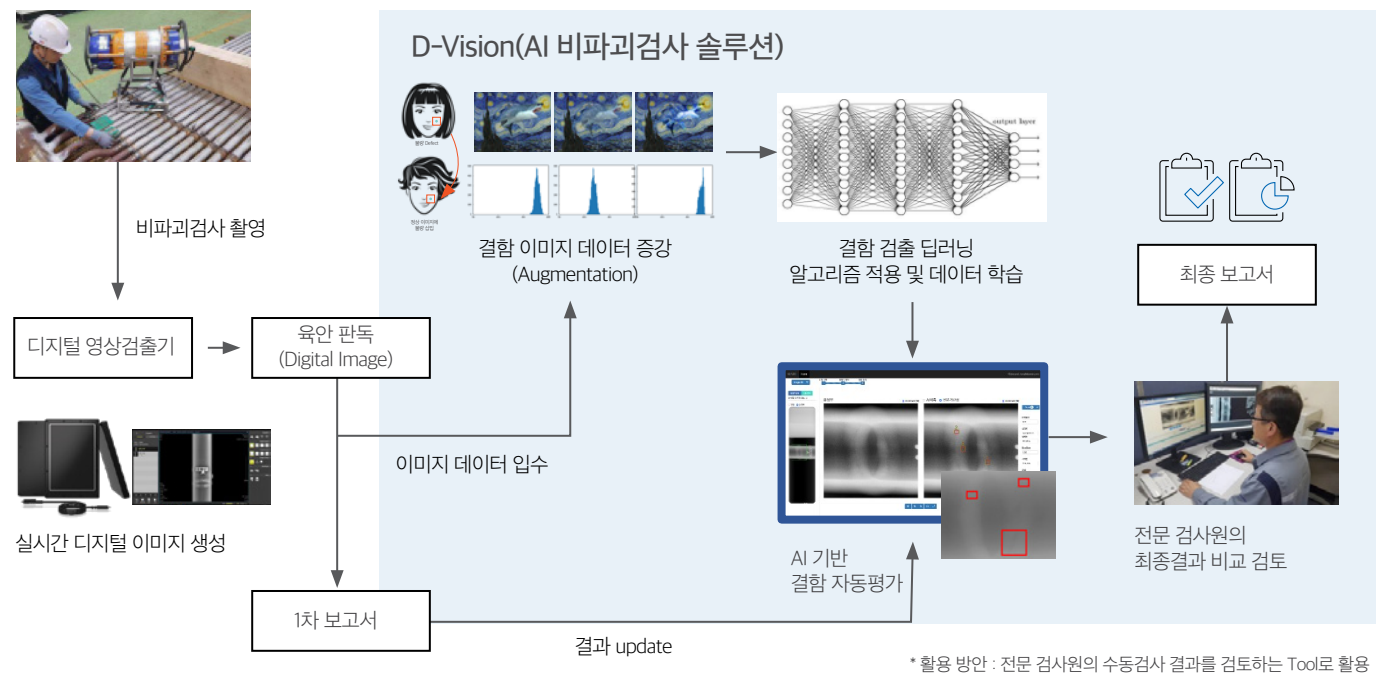 D-Vision(AI 비파괴검사 솔루션)
불량 Defect
output layer
비파괴검사 촬영
결함 이미지 데이터 증강
(Augmentation)
결함 검출 딥러닝
알고리즘 적용 및 데이터 학습
최종 보고서
디지털 영상검출기
육안 판독
(Digital Image)
이미지 데이터 입수
실시간 디지털 이미지 생성
AI 기반
결함 자동평가
전문 검사원의
최종결과 비교 검토
1차 보고서
결과 update
* 활용 방안 : 전문 검사원의 수동검사 결과를 검토하는 Tool로 활용